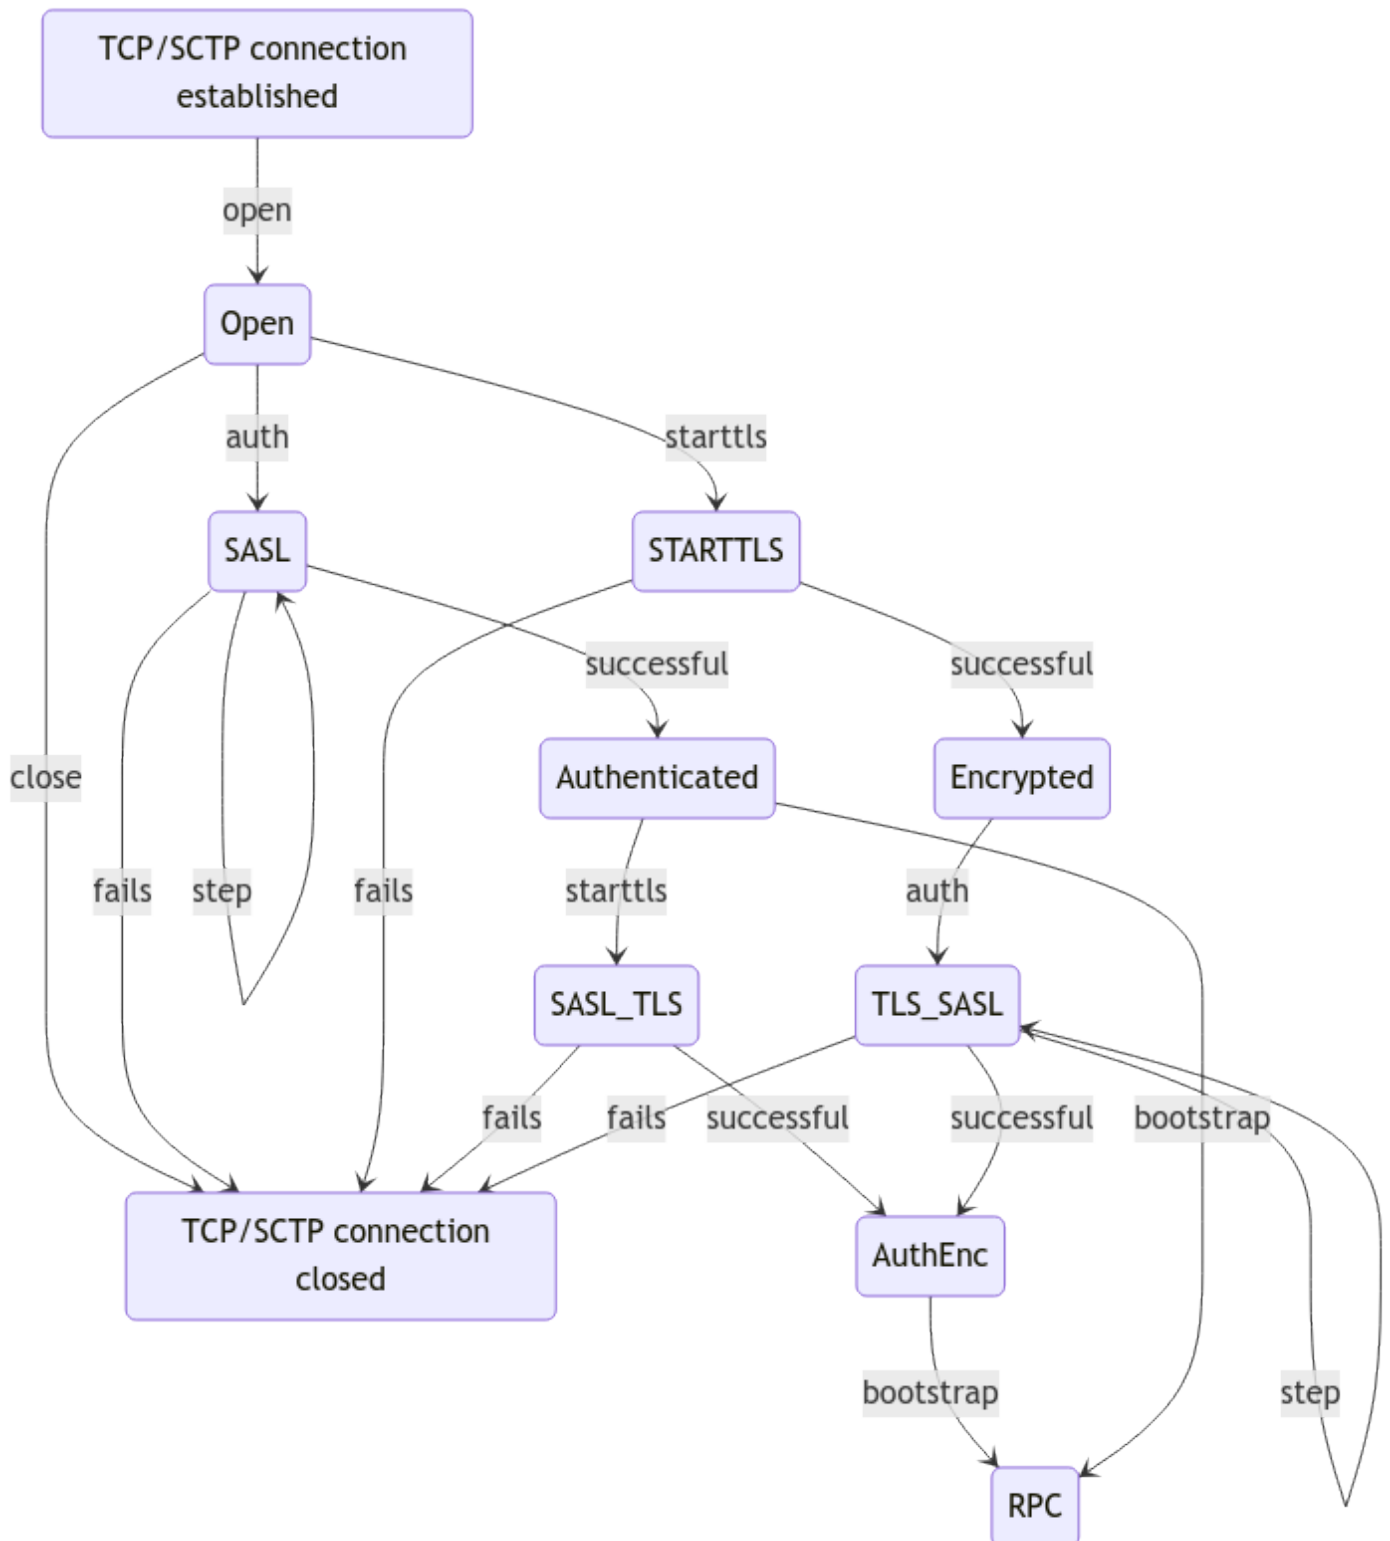 TCP/SCTP connection
established
open
Open
auth
starttls
SASL
STARTTLS
successful
successful
close
Authenticated
Encrypted
fails
step
fails
starttls
auth
SASL_TLS
TLS_SASL
fails
fails
successful
successful
bootstrap
TCP/SCTP connection
closed
AuthEnc
bootstrap
step
RPC